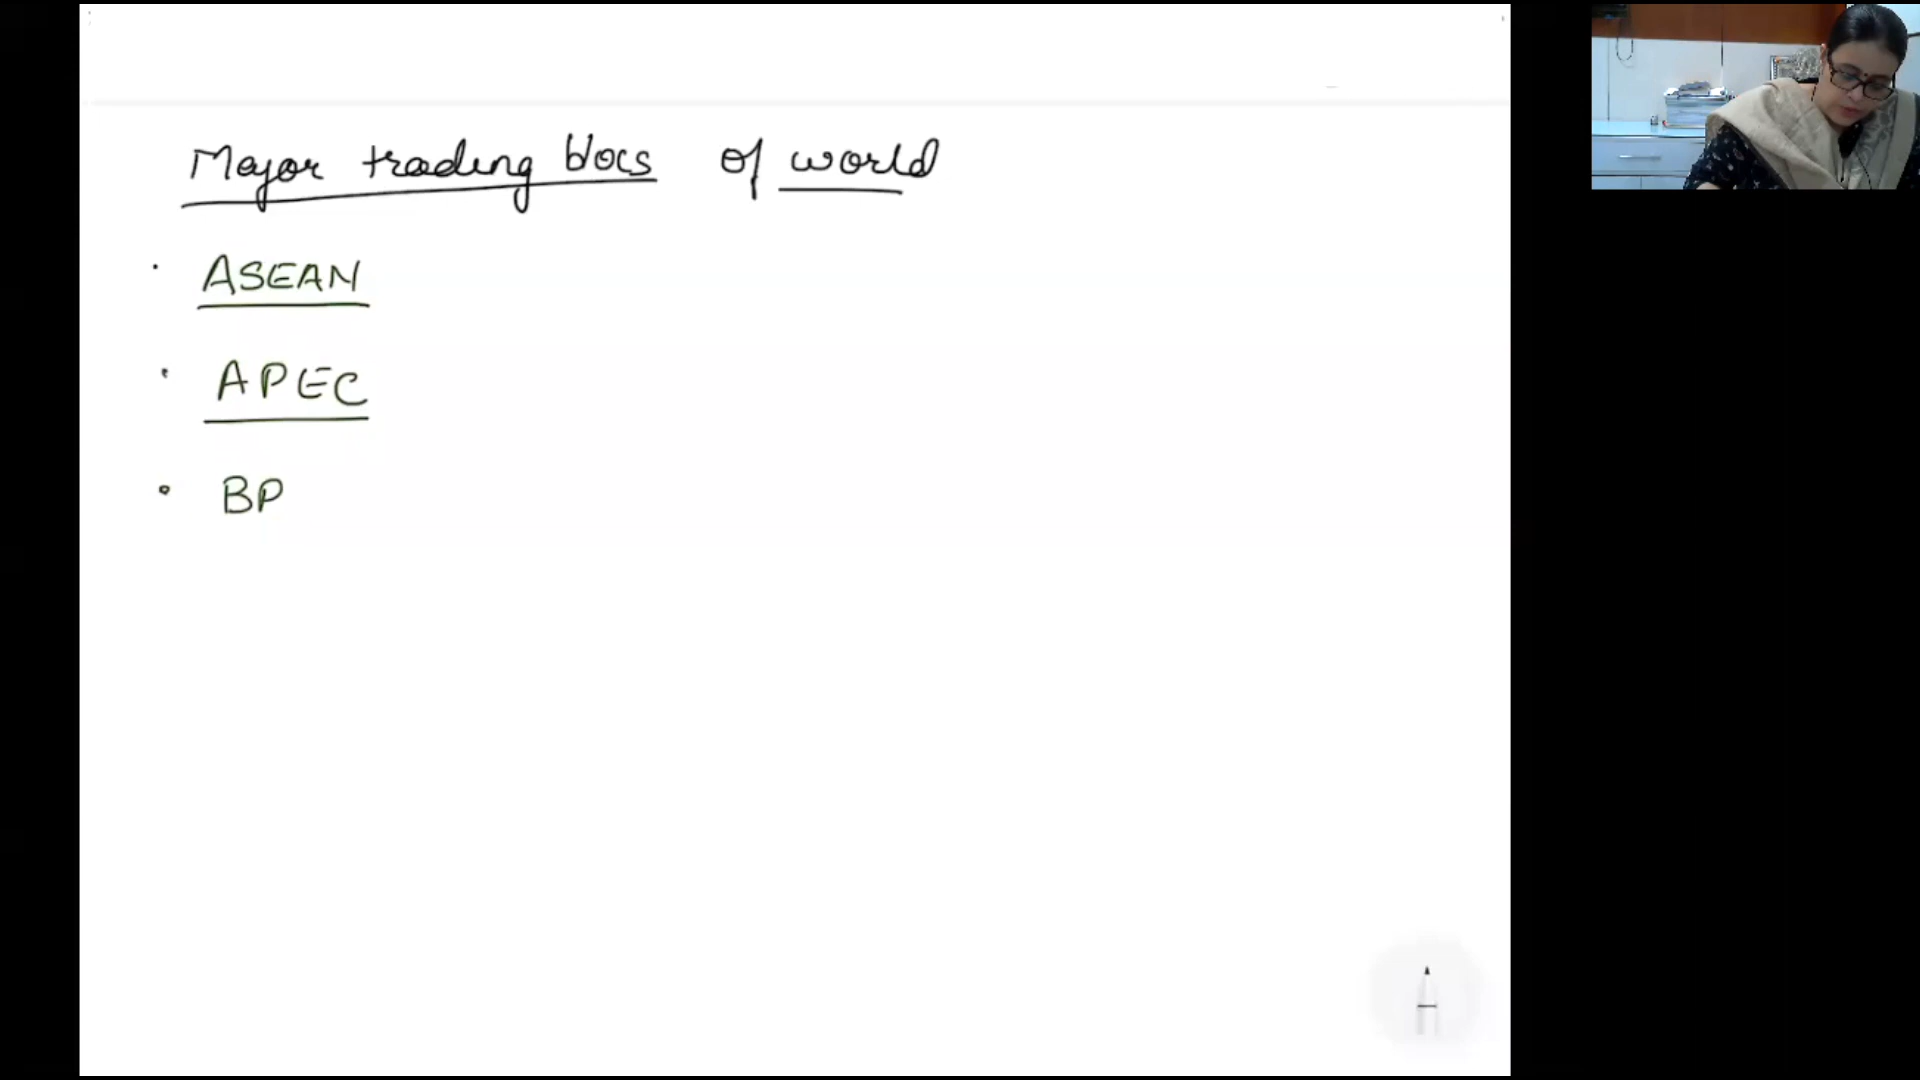 Major trading blocs of world
· ASEAN
· APEC
· BP